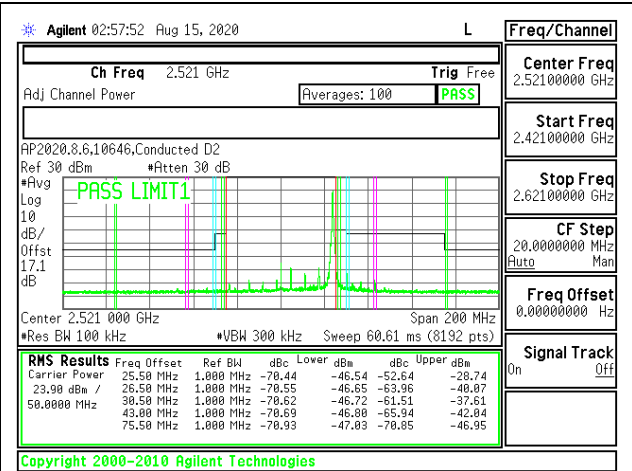 Agilent 02:57:52 Aug 15, 2020 L
Freq/Channel
Ch Freq 2.521 GHz Trig Free
Adj Channel Power Averages: 100 PASS
Center Freq
2.52100000 GHz
Start Freq
2.42100000 GHz
Stop Freq
2.62100000 GHz
CF Step
20.0000000 MHz
Auto Man
Freq Offset
0.00000000 Hz
Signal Track
On Off
AP2020.8.6,10646,Conducted D2
Ref 30 dBm #Atten 30 dB
#Avg
Log
10
dB/
Offst
17.1
dB
PASS LIMIT1
Center 2.521 000 GHz Span 200 MHz
#Res BW 100 kHz #VBW 300 kHz Sweep 60.61 ms (8192 pts)
RMS Results Freq Offset Ref BW dBc Lower dBm dBc Upper dBm
Carrier Power 25.50 MHz 1.000 MHz -70.44 -46.54 -52.64 -28.74
23.90 dBm / 26.50 MHz 1.000 MHz -70.55 -46.65 -63.96 -40.07
50.0000 MHz 30.50 MHz 1.000 MHz -70.62 -46.72 -61.51 -37.61
43.00 MHz 1.000 MHz -70.69 -46.80 -65.94 -42.04
75.50 MHz 1.000 MHz -70.93 -47.03 -70.85 -46.95
Copyright 2000-2010 Agilent Technologies